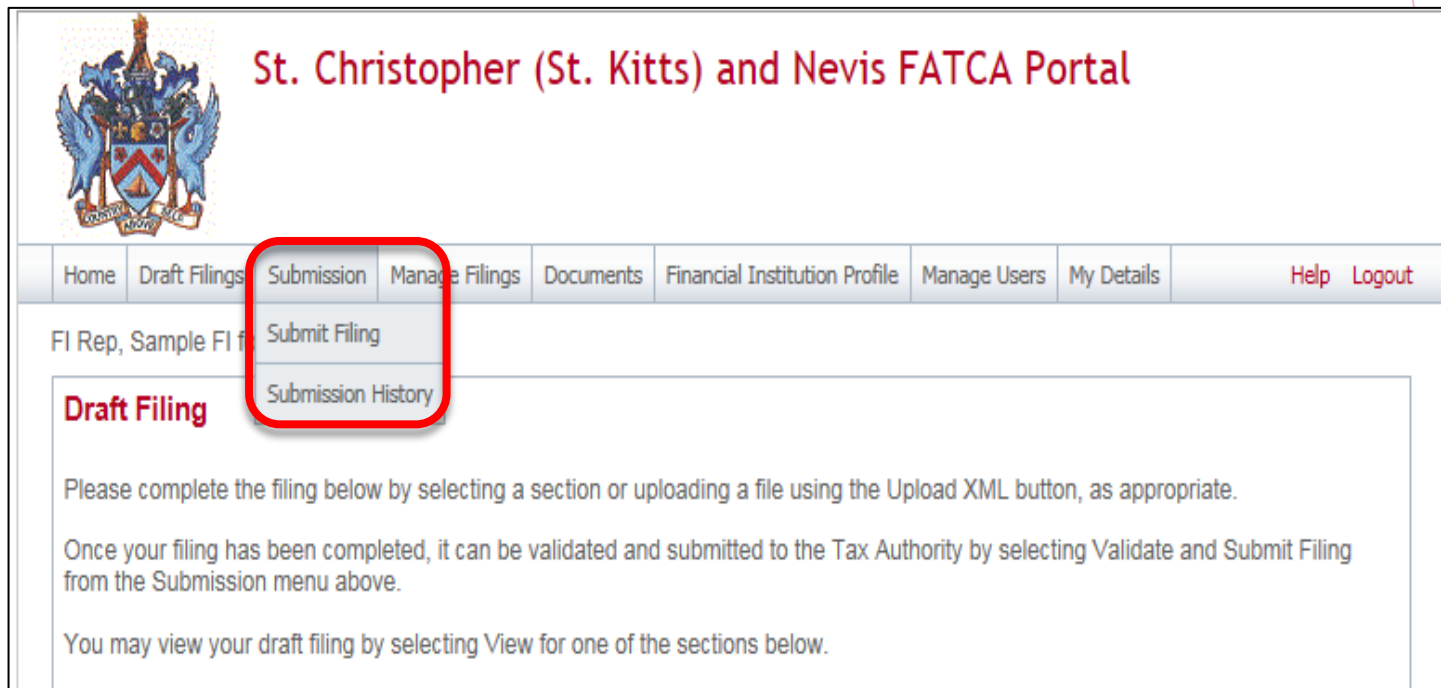 St. Christopher (St. Kitts) and Nevis FATCA Portal
COUNTRY ABOVE SELF
Home Draft Filings Submission Manage Filings Documents Financial Institution Profile Manage Users My Details Help Logout
FI Rep, Sample FI f
Submit Filing
Submission History
Draft Filing
Please complete the filing below by selecting a section or uploading a file using the Upload XML button, as appropriate.
Once your filing has been completed, it can be validated and submitted to the Tax Authority by selecting Validate and Submit Filing
from the Submission menu above.
You may view your draft filing by selecting View for one of the sections below.